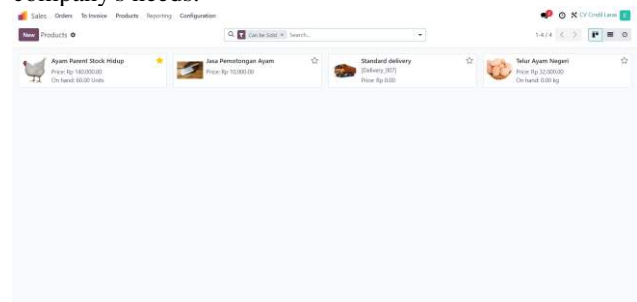 company's needs.
Sales Orders To Invoice Products Reporting Configuration
CV Credil Laras
New Products
Can be Sold × Search...
1-4 / 4
Ayam Parent Stock Hidup
Price: Rp 180,000.00
On hand: 60.00 Units
Jasa Pemotongan Ayam
Price: Rp 10,000.00
Standard delivery
[Delivery_007]
Price: Rp 0.00
Telur Ayam Negeri
Price: Rp 32,000.00
On hand: 0.00 kg